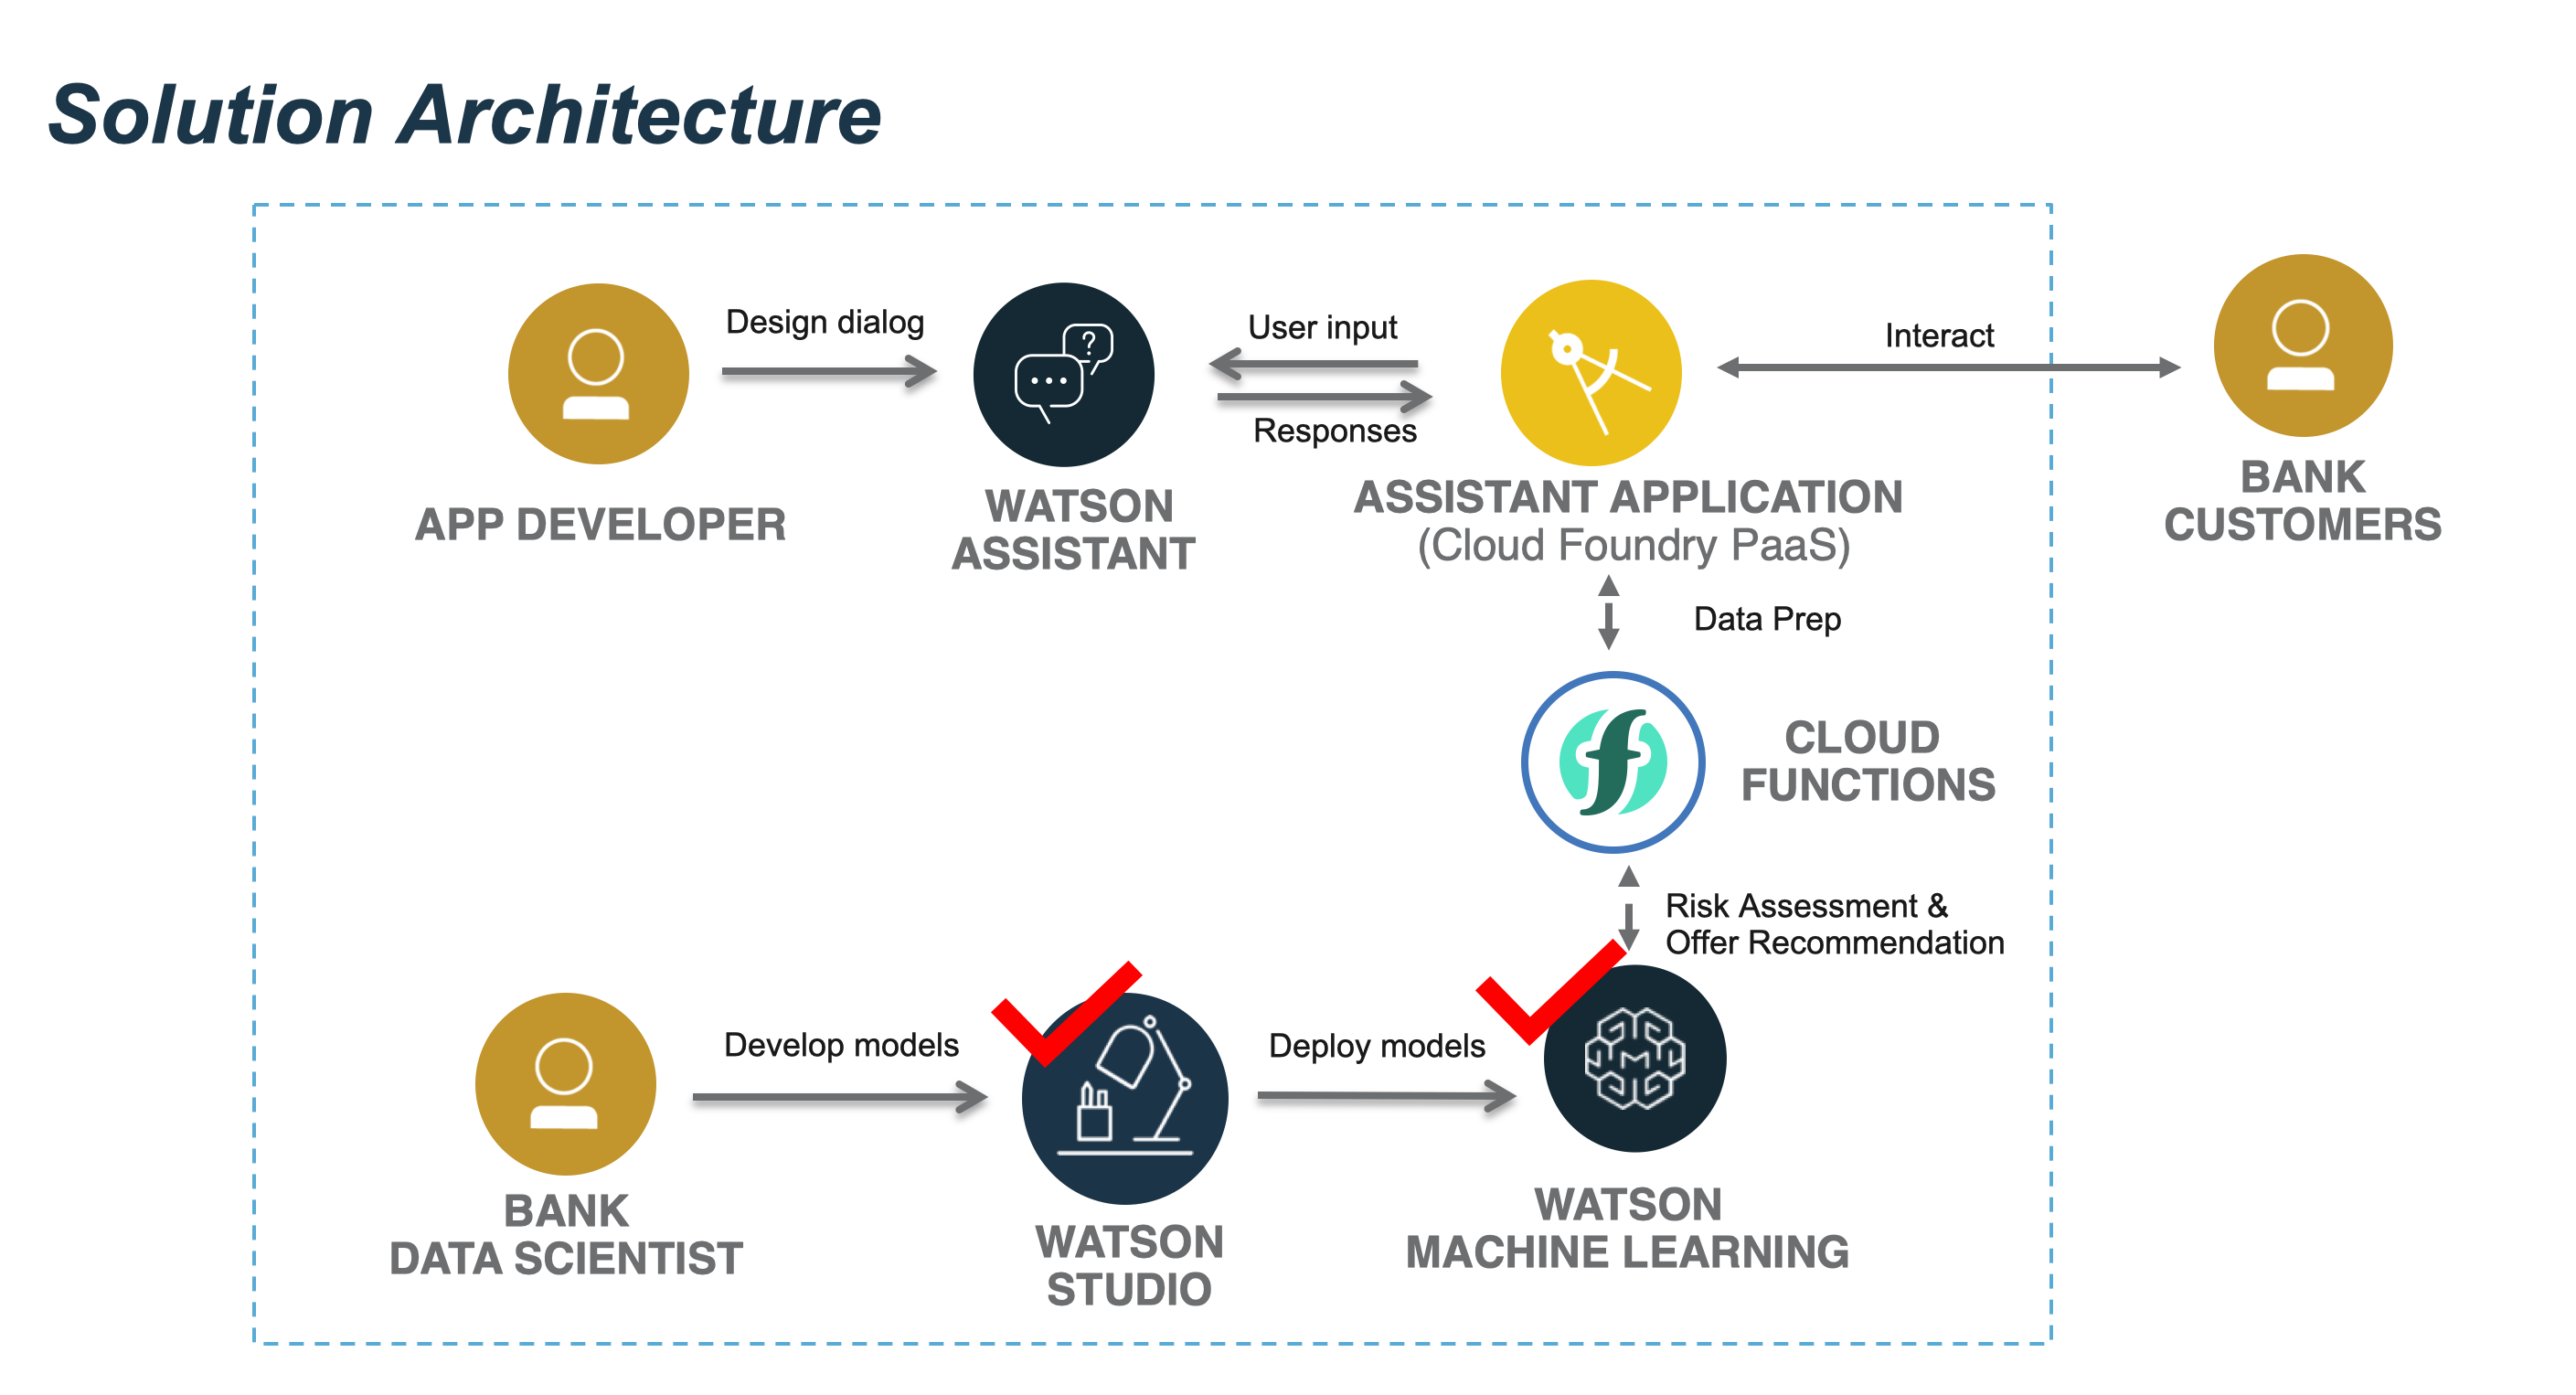 Solution Architecture
Design dialog
User input
Responses
Interact
APP DEVELOPER
WATSON
ASSISTANT
ASSISTANT APPLICATION
(Cloud Foundry PaaS)
BANK
CUSTOMERS
Data Prep
CLOUD
FUNCTIONS
Risk Assessment &
Offer Recommendation
Develop models
Deploy models
BANK
DATA SCIENTIST
WATSON
STUDIO
WATSON
MACHINE LEARNING